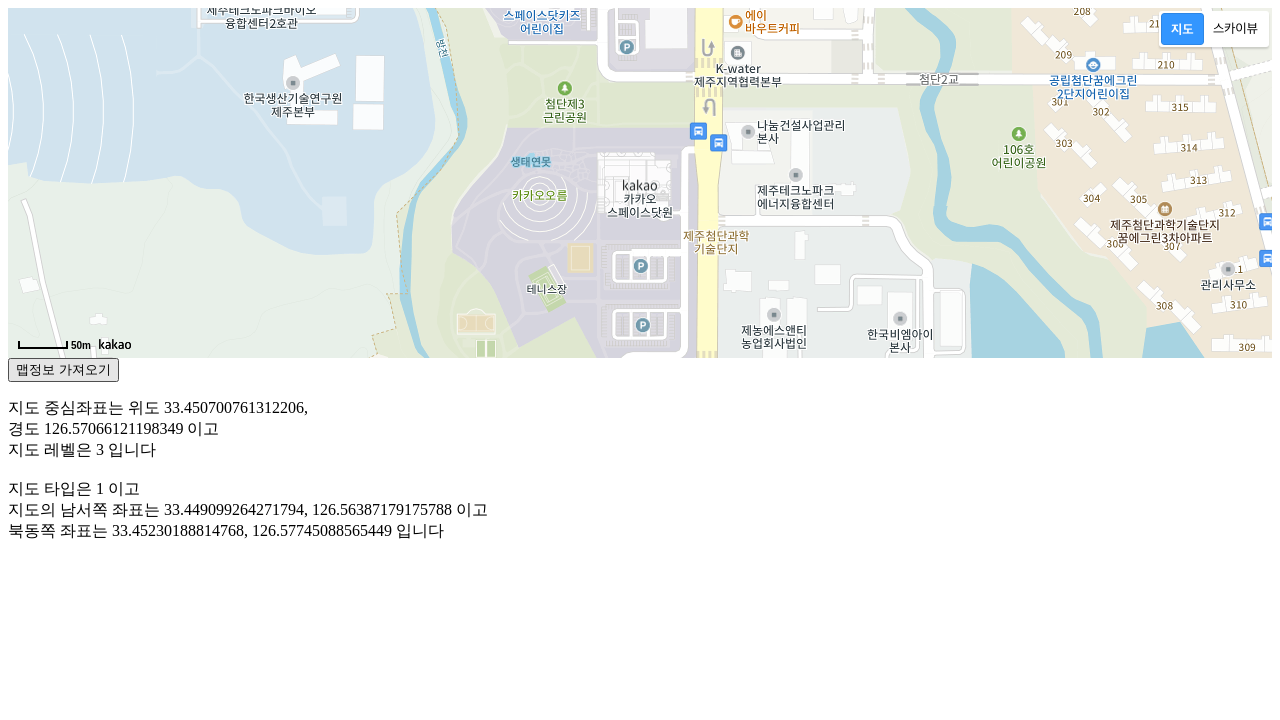 제주테크노파크바이오
융합센터2호관
스페이스닷키즈
어린이집
에이
바우트커피
208
지도
스카이뷰
방천
209
210
K-water
제주지역협력본부
첨단2교
공립첨단꿈에그린
2단지어린이집
한국생산기술연구원
제주본부
첨단제3
근린공원
301
302
315
나눔건설사업관리
본사
303
314
106호
어린이공원
생태연못
카카오오름
kakao
카카오
스페이스닷원
제주테크노파크
에너지융합센터
313
304
305
312
제주첨단과학기술단지
꿈에그린3차아파트
307
제주첨단과학
기술단지
P
테니스장
관리사무소
308
310
제농에스앤티
농업회사법인
한국비엠아이
본사
309
50m kakao
맵정보 가져오기
지도 중심좌표는 위도 33.450700761312206,
경도 126.57066121198349 이고
지도 레벨은 3 입니다
지도 타입은 1 이고
지도의 남서쪽 좌표는 33.449099264271794, 126.56387179175788 이고
북동쪽 좌표는 33.45230188814768, 126.57745088565449 입니다